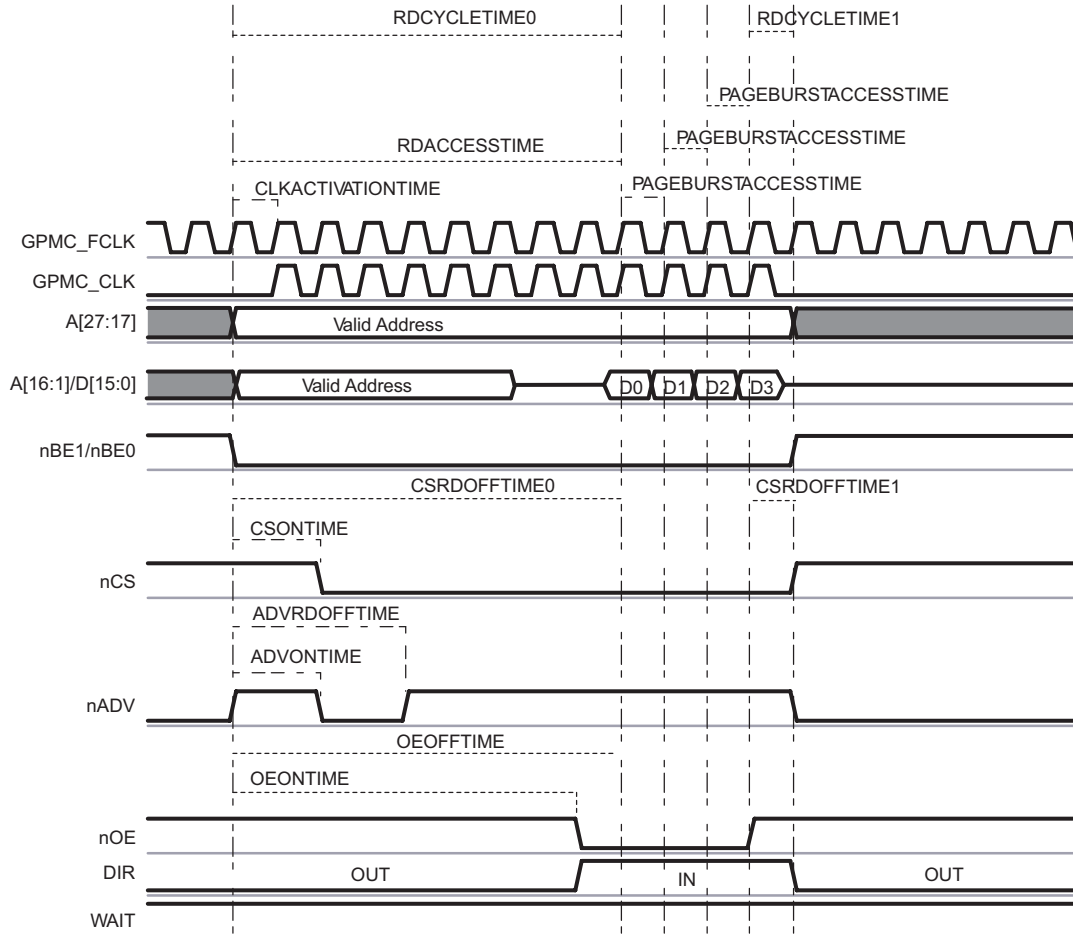 RDCYCLETIME0
RDCYCLETIME1
PAGEBURSTACCESSTIME
RDACCESSTIME
PAGEBURSTACCESSTIME
CLKACTIVATIONTIME
PAGEBURSTACCESSTIME
GPMC_FCLK
GPMC_CLK
A[27:17]
Valid Address
A[16:1]/D[15:0]
Valid Address
D0
D1
D2
D3
nBE1/nBE0
CSRDOFFTIME0
CSRDOFFTIME1
CSONTIME
nCS
ADVRDOFFTIME
ADVONTIME
nADV
OEOFFTIME
OEONTIME
nOE
DIR
OUT
IN
OUT
WAIT